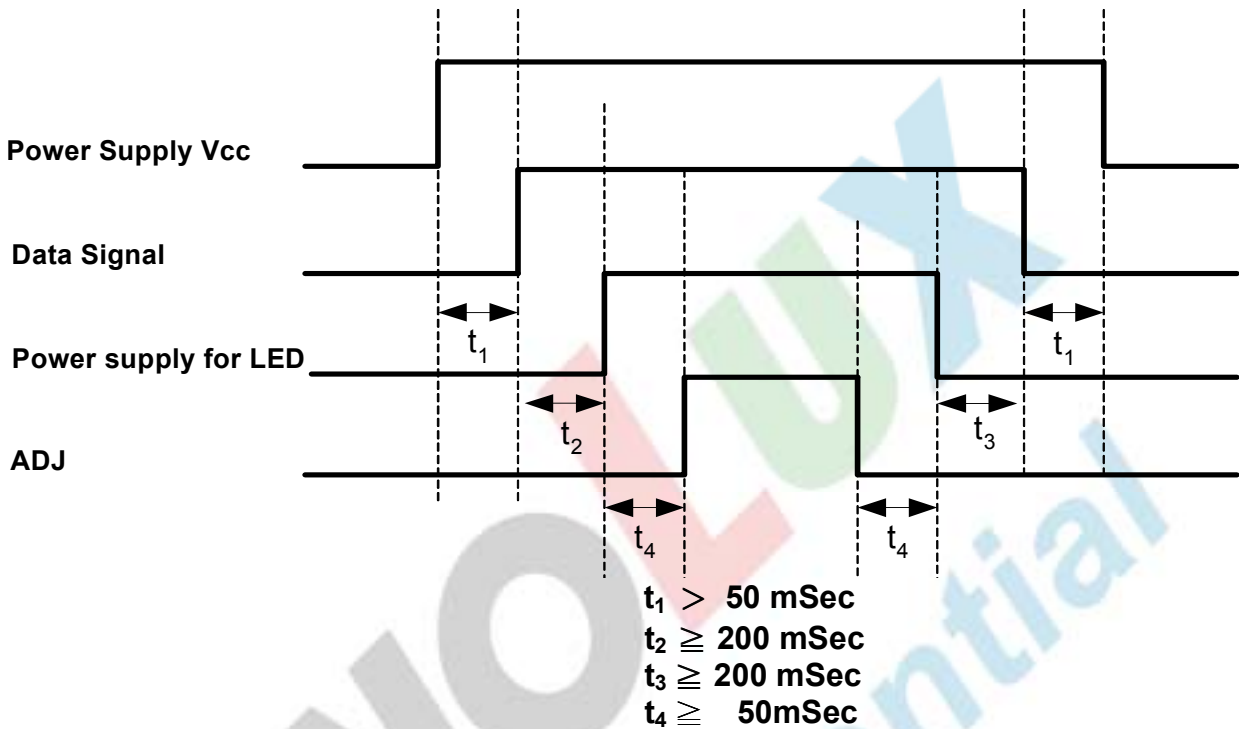 Power Supply Vcc
Data Signal
t₁
t₁
Power supply for LED
t₂
t₃
ADJ
t₄
t₄
t₁ > 50 mSec
t₂ ≧ 200 mSec
t₃ ≧ 200 mSec
t₄ ≧ 50mSec